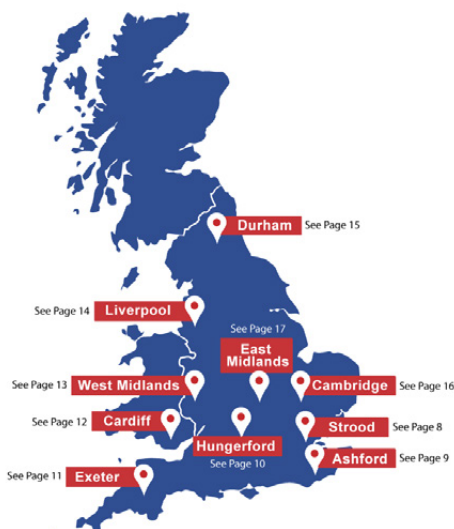 Durham See Page 15
See Page 14 Liverpool
See Page 17
East
Midlands
See Page 13 West Midlands
Cambridge See Page 16
See Page 12 Cardiff
Strood See Page 8
Hungerford
See Page 10
Ashford See Page 9
See Page 11 Exeter